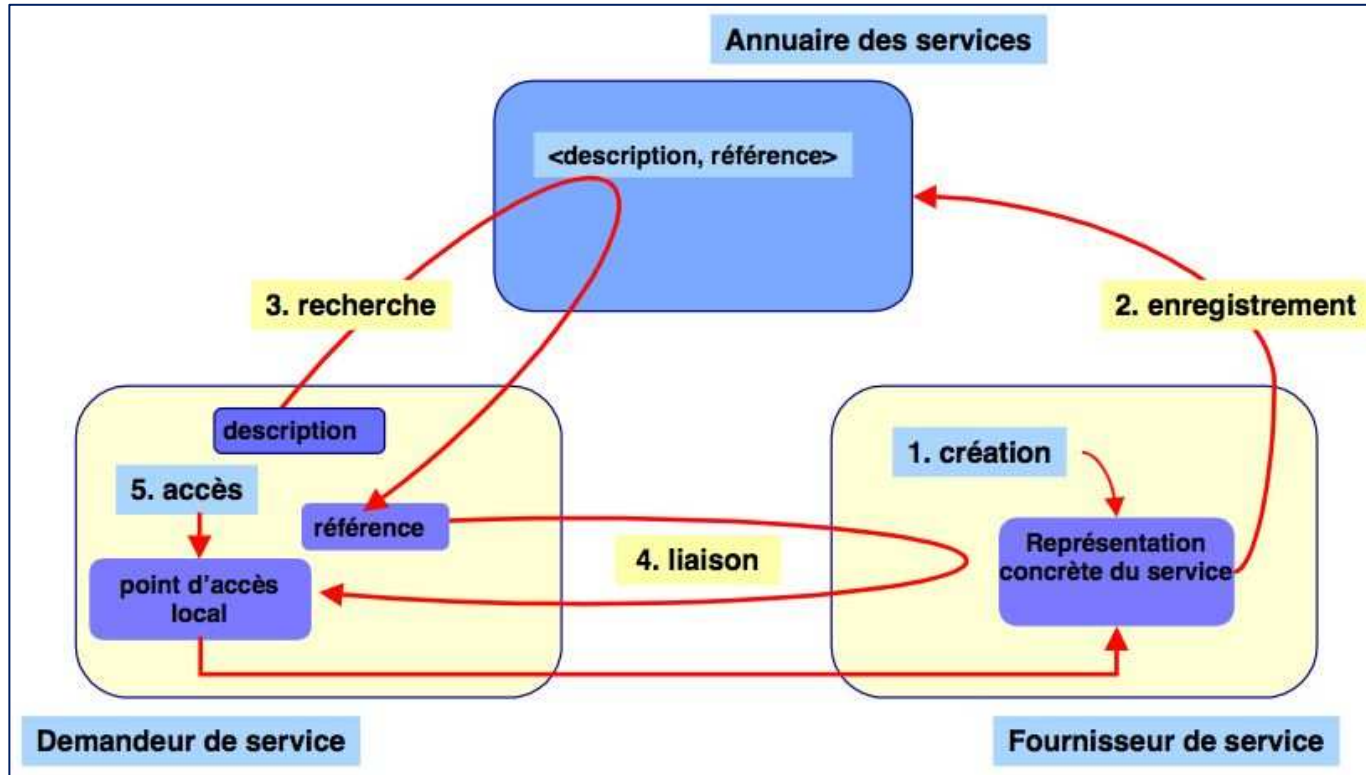 Annuaire des services
<description, référence>
3. recherche
2. enregistrement
description
1. création
5. accès
référence
Représentation
concrète du service
4. liaison
point d'accès
local
Demandeur de service
Fournisseur de service